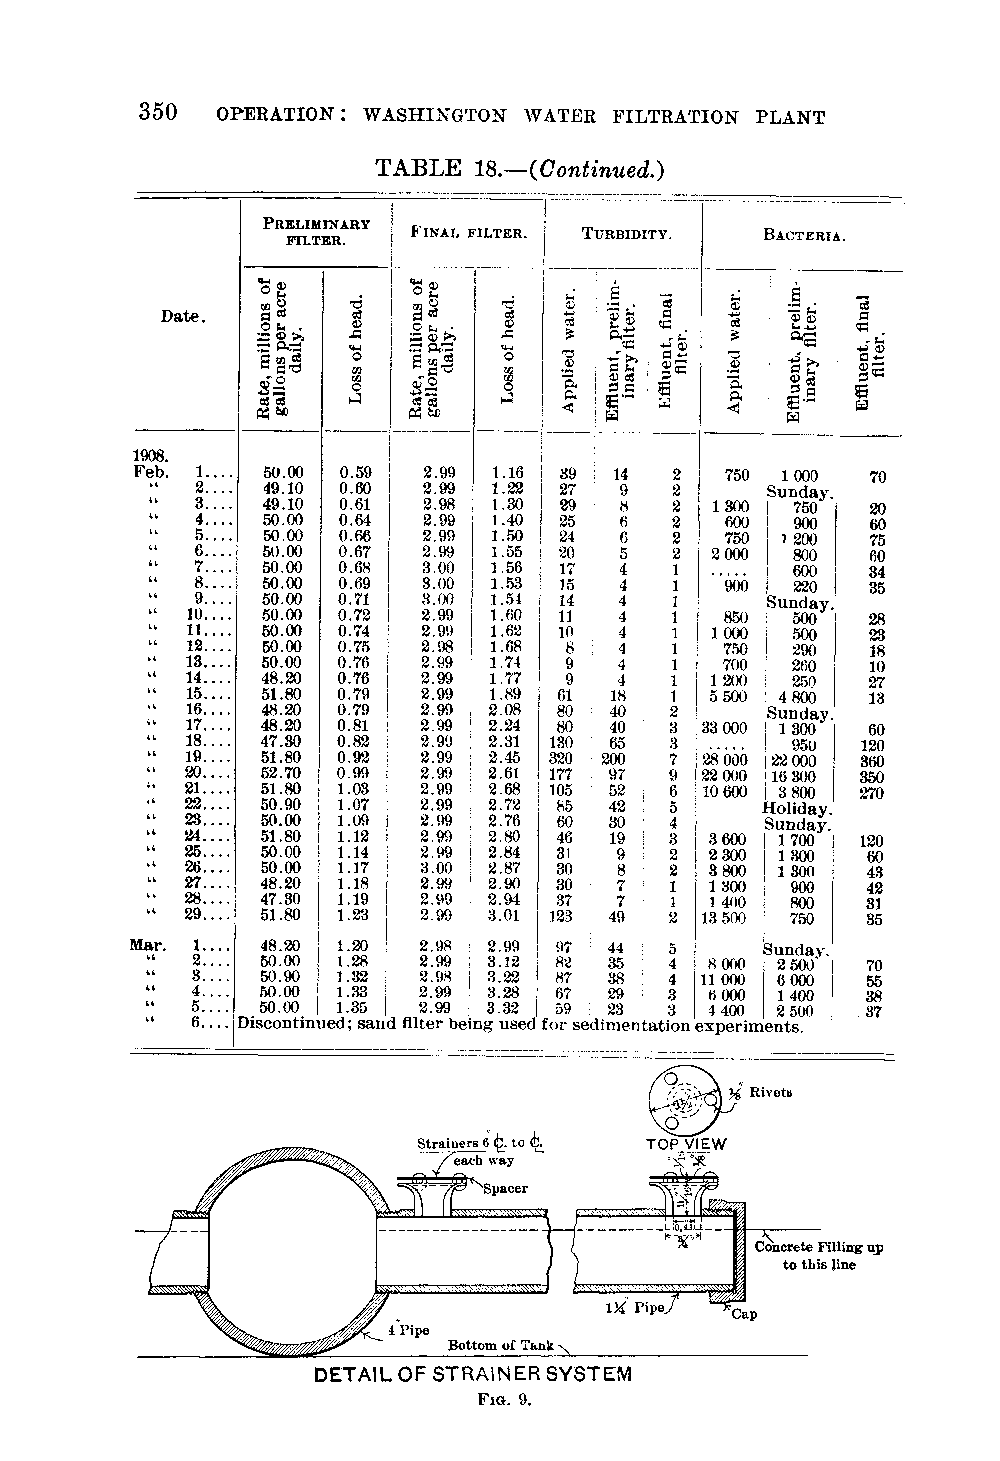 350 OPERATION: WASHINGTON WATER FILTRATION PLANT
TABLE 18.—(Continued.)
Date. PRELIMINARY FILTER. FINAL FILTER. TURBIDITY. BACTERIA.
Rate, millions of gallons per acre daily. Loss of head. Rate, millions of gallons per acre daily. Loss of head. Applied water. Effluent, preliminary filter. Effluent, final filter. Applied water. Effluent, preliminary filter. Effluent, final filter.
1908.
Feb. 1.... 50.00 0.59 2.99 1.16 39 14 2 750 1 000 70
“ 2.... 49.10 0.60 2.99 1.22 27 9 2 Sunday.
“ 3.... 49.10 0.61 2.98 1.30 29 8 2 1 300 750 20
“ 4.... 50.00 0.64 2.99 1.40 25 6 2 600 900 60
“ 5.... 50.00 0.66 2.99 1.50 24 6 2 750 1 200 75
“ 6.... 50.00 0.67 2.99 1.55 20 5 2 2 000 800 60
“ 7.... 50.00 0.68 3.00 1.56 17 4 1 ..... 600 34
“ 8.... 50.00 0.69 3.00 1.53 15 4 1 900 220 35
“ 9.... 50.00 0.71 3.00 1.54 14 4 1 Sunday.
“ 10.... 50.00 0.72 2.99 1.60 11 4 1 850 500 28
“ 11.... 50.00 0.74 2.99 1.62 10 4 1 1 000 500 23
“ 12.... 50.00 0.75 2.98 1.68 8 4 1 750 290 18
“ 13.... 50.00 0.76 2.99 1.74 9 4 1 700 260 10
“ 14.... 48.20 0.76 2.99 1.77 9 4 1 1 200 250 27
“ 15.... 51.80 0.79 2.99 1.89 61 18 1 5 500 4 800 13
“ 16.... 48.20 0.79 2.99 2.08 80 40 2 Sunday.
“ 17.... 48.20 0.81 2.99 2.24 80 40 3 33 000 1 300 60
“ 18.... 47.30 0.82 2.99 2.31 130 65 3 ..... 950 120
“ 19.... 51.80 0.92 2.99 2.45 320 200 7 28 000 22 000 360
“ 20.... 52.70 0.99 2.99 2.61 177 97 9 22 000 16 300 350
“ 21.... 51.80 1.03 2.99 2.68 105 52 6 10 600 3 800 270
“ 22.... 50.90 1.07 2.99 2.72 85 42 5 Holiday.
“ 23.... 50.00 1.09 2.99 2.76 60 30 4 Sunday.
“ 24.... 51.80 1.12 2.99 2.80 46 19 3 3 600 1 700 120
“ 25.... 50.00 1.14 2.99 2.84 31 9 2 2 300 1 300 60
“ 26.... 50.00 1.17 3.00 2.87 30 8 2 3 800 1 300 43
“ 27.... 48.20 1.18 2.99 2.90 30 7 1 1 300 900 42
“ 28.... 47.30 1.19 2.99 2.94 37 7 1 1 400 800 31
“ 29.... 51.80 1.23 2.99 3.01 123 49 2 13 500 750 35
Mar. 1.... 48.20 1.20 2.98 2.99 97 44 5 Sunday.
“ 2.... 50.00 1.28 2.99 3.12 82 35 4 8 000 2 500 70
“ 3.... 50.90 1.32 2.98 3.22 87 38 4 11 000 6 000 55
“ 4.... 50.00 1.33 2.99 3.28 67 29 3 6 000 1 400 38
“ 5.... 50.00 1.35 2.99 3.32 59 23 3 4 400 2 500 37
“ 6.... Discontinued; sand filter being used for sedimentation experiments.
Rivets
TOP VIEW
Strainers 6" ℄. to ℄.
each way
Spacer
Concrete Filling up
to this line
1¼" Pipe
Cap
4" Pipe
Bottom of Tank
DETAIL OF STRAINER SYSTEM
FIG. 9.